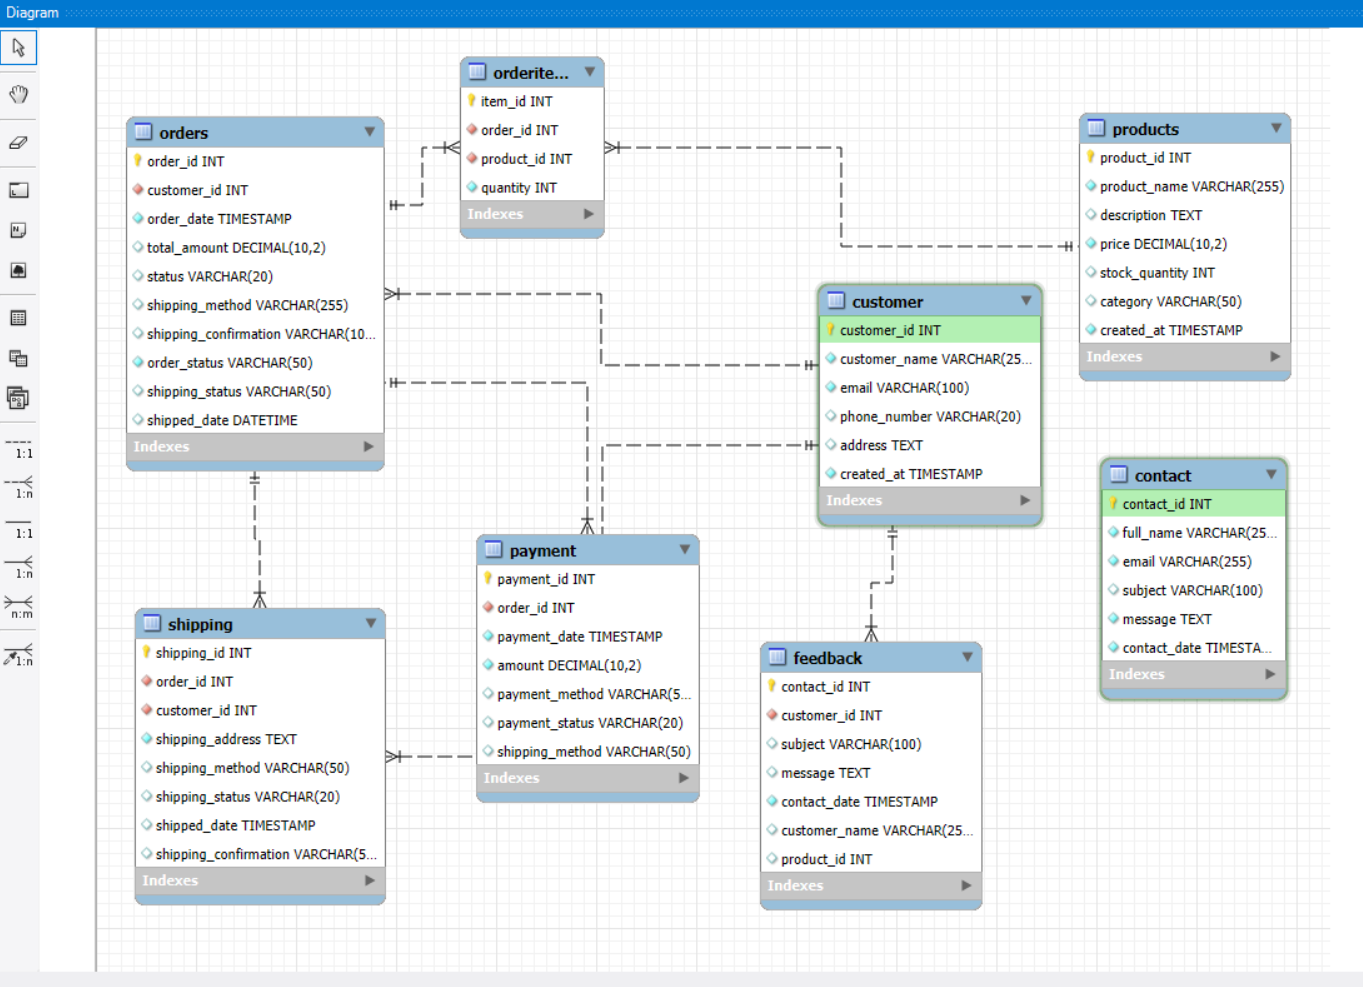 Diagram
orderite...
item_id INT
order_id INT
product_id INT
quantity INT
Indexes
orders
order_id INT
customer_id INT
order_date TIMESTAMP
total_amount DECIMAL(10,2)
status VARCHAR(20)
shipping_method VARCHAR(255)
shipping_confirmation VARCHAR(10...
order_status VARCHAR(50)
shipping_status VARCHAR(50)
shipped_date DATETIME
Indexes
products
product_id INT
product_name VARCHAR(255)
description TEXT
price DECIMAL(10,2)
stock_quantity INT
category VARCHAR(50)
created_at TIMESTAMP
Indexes
customer
customer_id INT
customer_name VARCHAR(25...
email VARCHAR(100)
phone_number VARCHAR(20)
address TEXT
created_at TIMESTAMP
Indexes
contact
contact_id INT
full_name VARCHAR(25...
email VARCHAR(255)
subject VARCHAR(100)
message TEXT
contact_date TIMESTA...
Indexes
payment
payment_id INT
order_id INT
payment_date TIMESTAMP
amount DECIMAL(10,2)
payment_method VARCHAR(5...
payment_status VARCHAR(20)
shipping_method VARCHAR(50)
Indexes
shipping
shipping_id INT
order_id INT
customer_id INT
shipping_address TEXT
shipping_method VARCHAR(50)
shipping_status VARCHAR(20)
shipped_date TIMESTAMP
shipping_confirmation VARCHAR(5...
Indexes
feedback
contact_id INT
customer_id INT
subject VARCHAR(100)
message TEXT
contact_date TIMESTAMP
customer_name VARCHAR(25...
product_id INT
Indexes
1:1
1:n
1:1
1:n
n:m
1:n